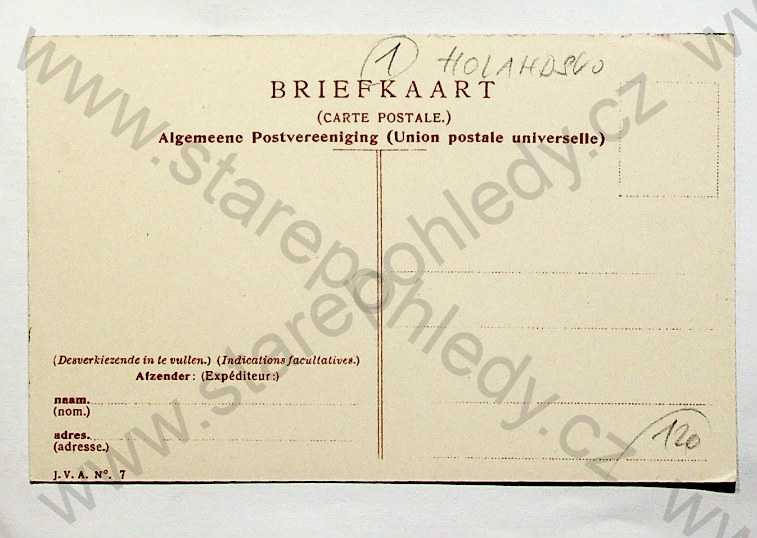 1 HOLANDSKO
BRIEFKAART
(CARTE POSTALE.)
Algemeene Postvereeniging (Union postale universelle)
(Desverkiezende in te vullen.) (Indications facultatives.)
Afzender: (Expéditeur:)
naam.
(nom.)
adres.
(adresse.)
J. V. A. Nº. 7
120
www.starepohledy.cz
www.starepohledy.cz